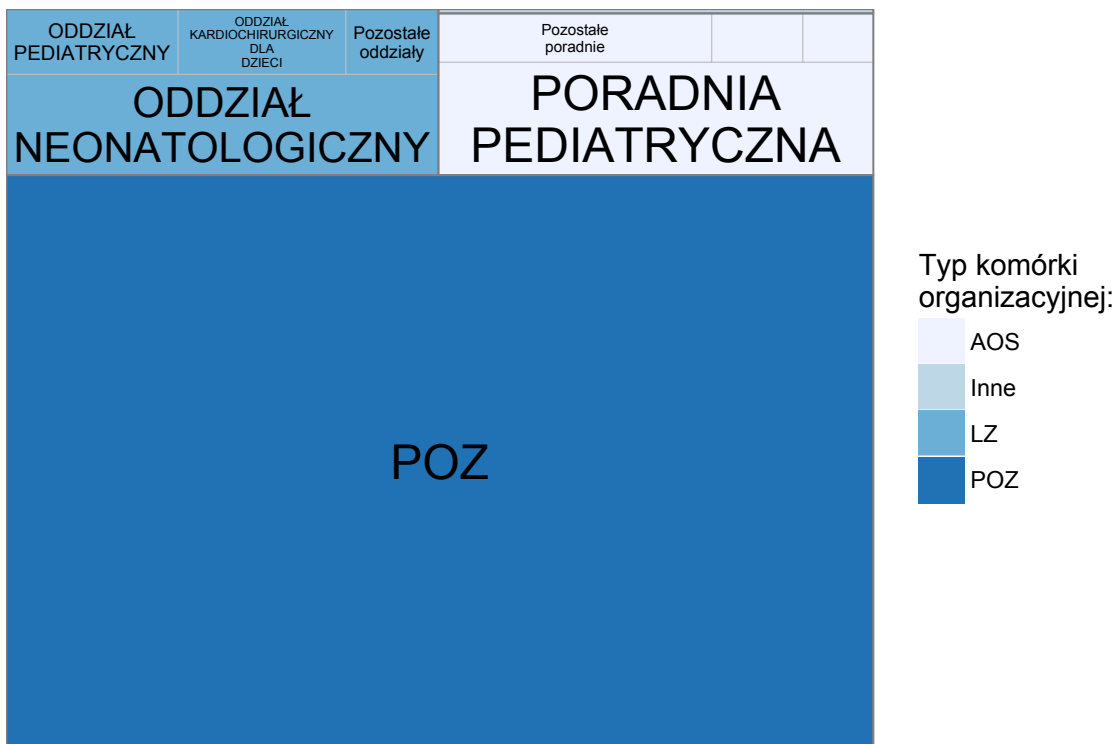 ODDZIAŁ
PEDIATRYCZNY
ODDZIAŁ
KARDIOCHIRURGICZNY
DLA
DZIECI
Pozostałe
oddziały
Pozostałe
poradnie
ODDZIAŁ
NEONATOLOGICZNY
PORADNIA
PEDIATRYCZNA
POZ
Typ komórki
organizacyjnej:
AOS
Inne
LZ
POZ